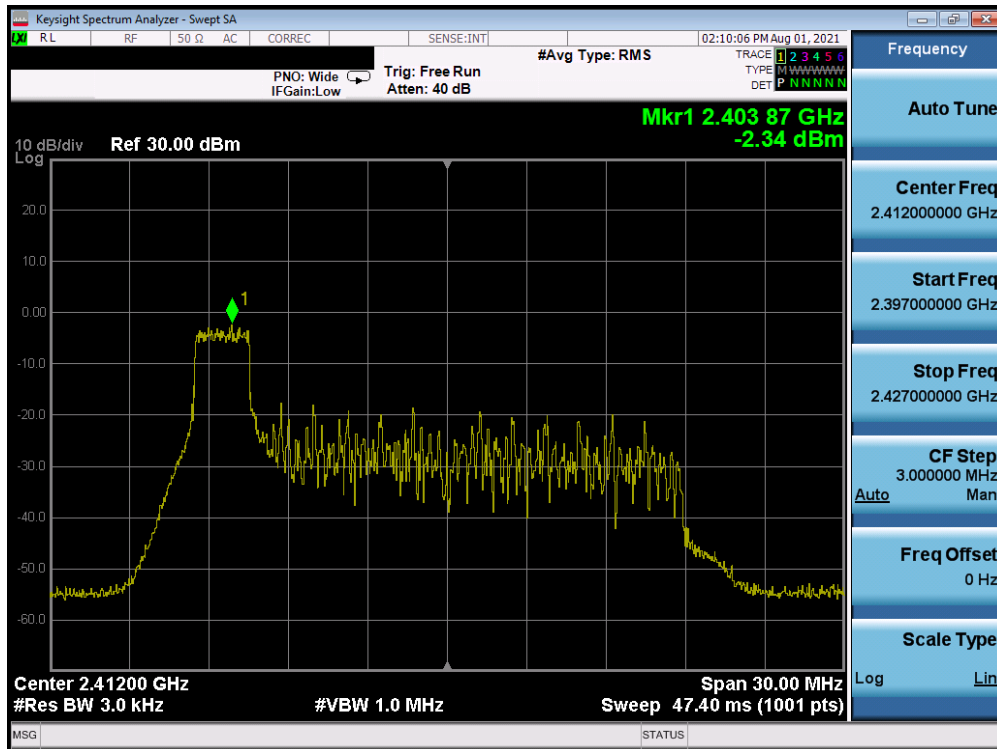 Keysight Spectrum Analyzer - Swept SA
LXI RL RF 50 Ω AC CORREC SENSE:INT 02:10:06 PM Aug 01, 2021
#Avg Type: RMS
TRACE 1 2 3 4 5 6
TYPE M WWWWW
DET P N N N N N
PNO: Wide
IFGain:Low
Trig: Free Run
Atten: 40 dB
Mkr1 2.403 87 GHz
-2.34 dBm
10 dB/div Ref 30.00 dBm
Log
20.0
10.0
0.00
-10.0
-20.0
-30.0
-40.0
-50.0
-60.0
1
Center 2.41200 GHz Span 30.00 MHz
#Res BW 3.0 kHz #VBW 1.0 MHz Sweep 47.40 ms (1001 pts)
MSG STATUS
Frequency
Auto Tune
Center Freq
2.412000000 GHz
Start Freq
2.397000000 GHz
Stop Freq
2.427000000 GHz
CF Step
3.000000 MHz
Auto Man
Freq Offset
0 Hz
Scale Type
Log Lin